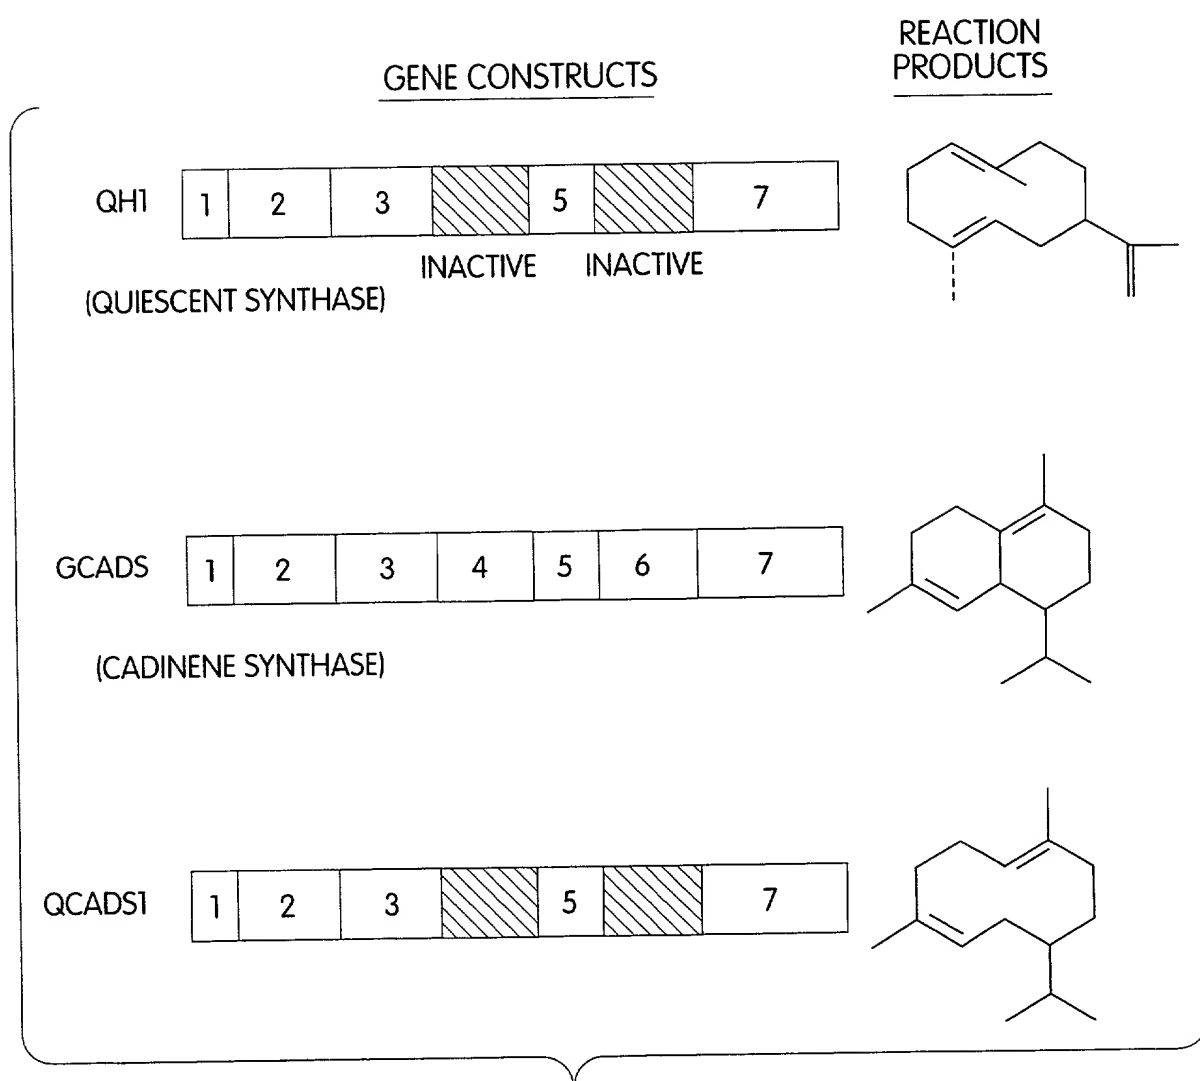 GENE CONSTRUCTS
REACTION
PRODUCTS
QH1
1 2 3 5 7
INACTIVE INACTIVE
(QUIESCENT SYNTHASE)
GCADS
1 2 3 4 5 6 7
(CADINENE SYNTHASE)
QCADS1
1 2 3 5 7